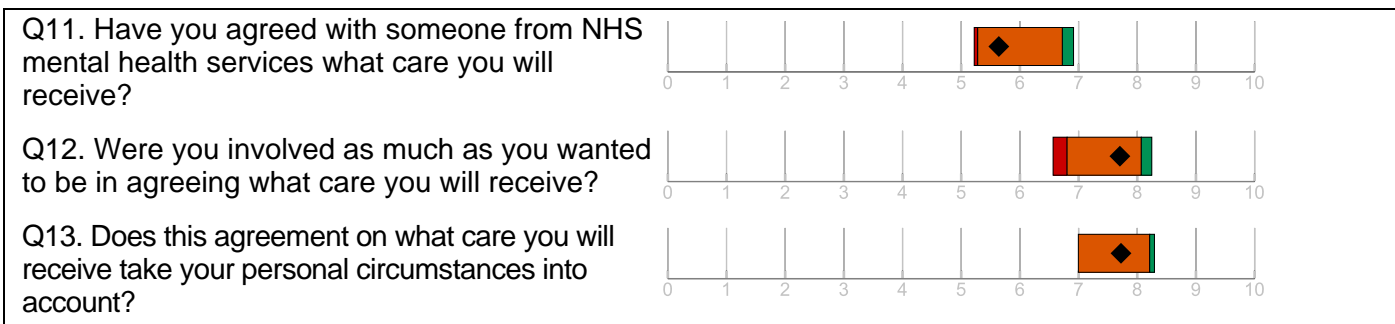 Q11. Have you agreed with someone from NHS
mental health services what care you will
receive?
0 1 2 3 4 5 6 7 8 9 10
Q12. Were you involved as much as you wanted
to be in agreeing what care you will receive?
0 1 2 3 4 5 6 7 8 9 10
Q13. Does this agreement on what care you will
receive take your personal circumstances into
account?
0 1 2 3 4 5 6 7 8 9 10